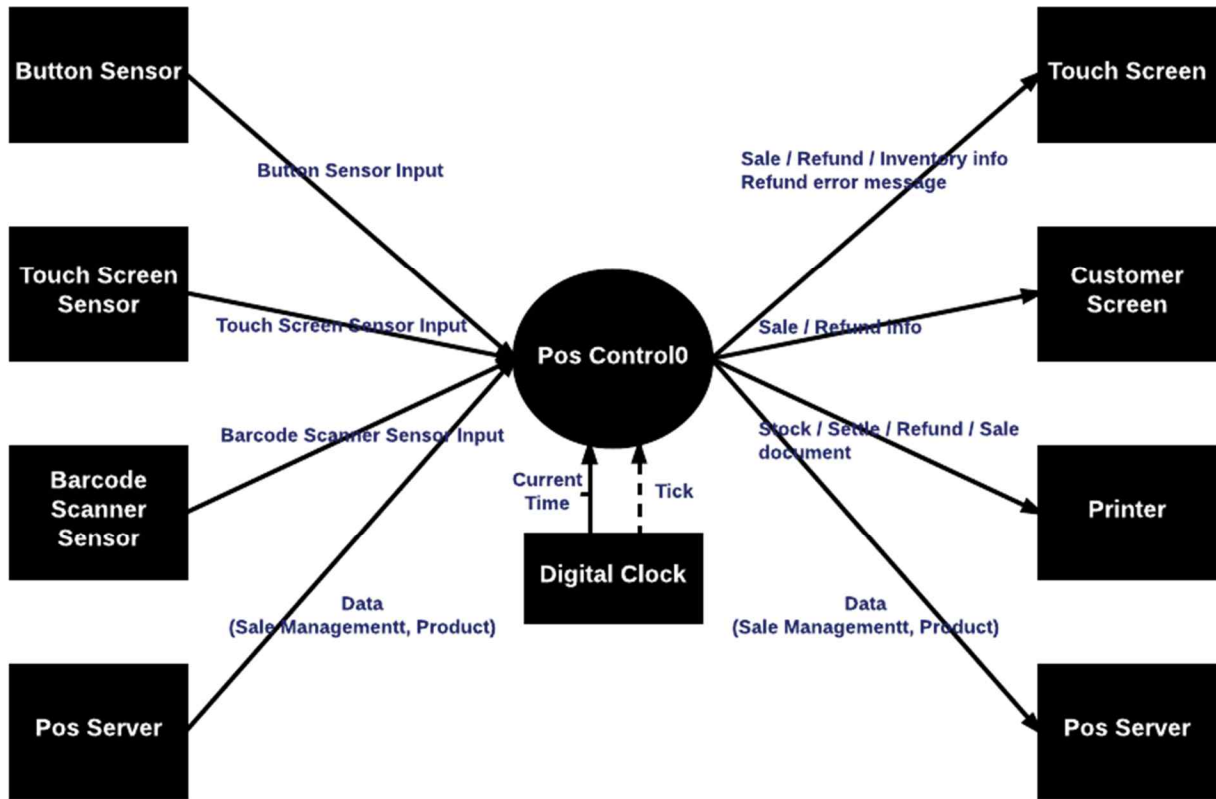 Button Sensor
Touch Screen
Button Sensor Input
Sale / Refund / Inventory info
Refund error message
Touch Screen
Sensor
Customer
Screen
Touch Screen Sensor Input
Sale / Refund info
Pos Control0
Barcode Scanner Sensor Input
Stock / Settle / Refund / Sale
document
Barcode
Scanner
Sensor
Current
Time
Tick
Printer
Digital Clock
Data
(Sale Managementt, Product)
Data
(Sale Managementt, Product)
Pos Server
Pos Server